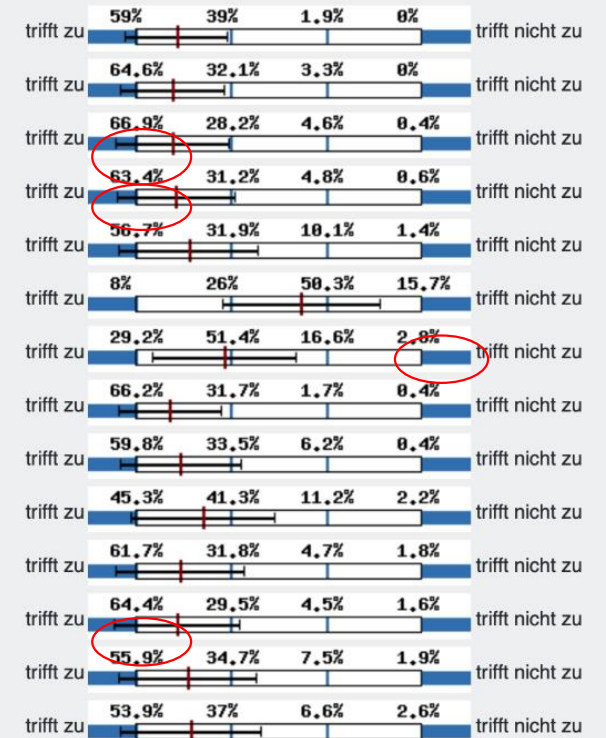 59% 39% 1.9% 0%
trifft zu trifft nicht zu
64.6% 32.1% 3.3% 0%
trifft zu trifft nicht zu
66.9% 28.2% 4.6% 0.4%
trifft zu trifft nicht zu
63.4% 31.2% 4.8% 0.6%
trifft zu trifft nicht zu
56.7% 31.9% 10.1% 1.4%
trifft zu trifft nicht zu
8% 26% 50.3% 15.7%
trifft zu trifft nicht zu
29.2% 51.4% 16.6% 2.8%
trifft zu trifft nicht zu
66.2% 31.7% 1.7% 0.4%
trifft zu trifft nicht zu
59.8% 33.5% 6.2% 0.4%
trifft zu trifft nicht zu
45.3% 41.3% 11.2% 2.2%
trifft zu trifft nicht zu
61.7% 31.8% 4.7% 1.8%
trifft zu trifft nicht zu
64.4% 29.5% 4.5% 1.6%
trifft zu trifft nicht zu
55.9% 34.7% 7.5% 1.9%
trifft zu trifft nicht zu
53.9% 37% 6.6% 2.6%
trifft zu trifft nicht zu